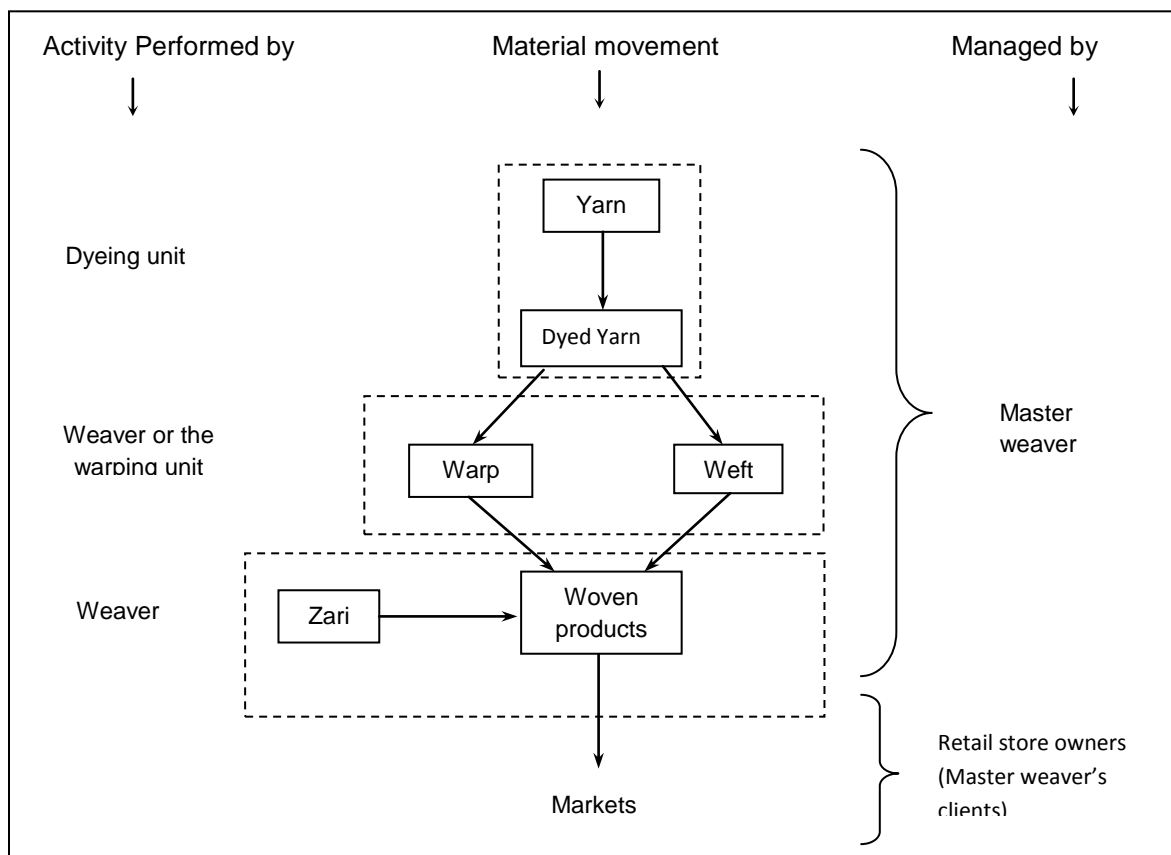 Activity Performed by
Material movement
Managed by
Yarn
Dyeing unit
Dyed Yarn
Weaver or the
warping unit
Warp
Weft
Master
weaver
Weaver
Zari
Woven
products
Retail store owners
(Master weaver's
clients)
Markets